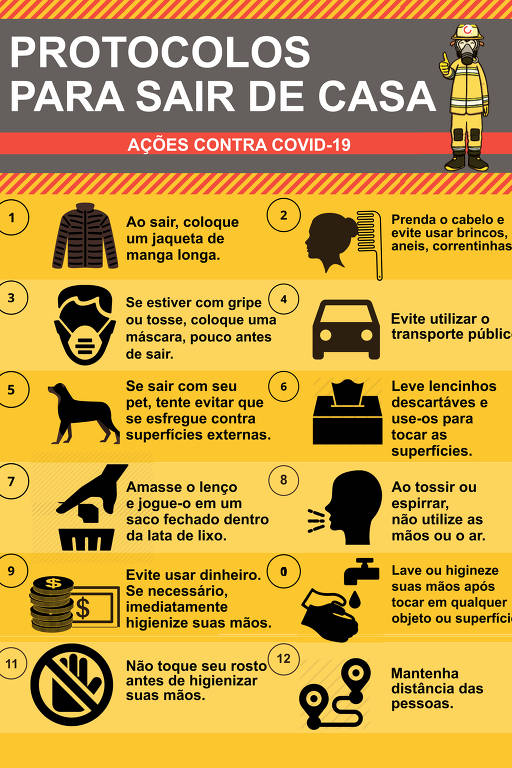 PROTOCOLOS
PARA SAIR DE CASA
AÇÕES CONTRA COVID-19
1
Ao sair, coloque
um jaqueta de
manga longa.
2
Prenda o cabelo e
evite usar brincos,
aneis, correntinhas
3
Se estiver com gripe
ou tosse, coloque uma
máscara, pouco antes
de sair.
4
Evite utilizar o
transporte públic
5
Se sair com seu
pet, tente evitar que
se esfregue contra
superfícies externas.
6
Leve lencinhos
descartáves e
use-os para
tocar as
superfícies.
7
Amasse o lenço
e jogue-o em um
saco fechado dentro
da lata de lixo.
8
Ao tossir ou
espirrar,
não utilize as
mãos ou o ar.
9
Evite usar dinheiro.
Se necessário,
imediatamente
higienize suas mãos.
Lave ou higineze
suas mãos após
tocar em qualquer
objeto ou superfíci
11
Não toque seu rosto
antes de higienizar
suas mãos.
12
Mantenha
distância das
pessoas.